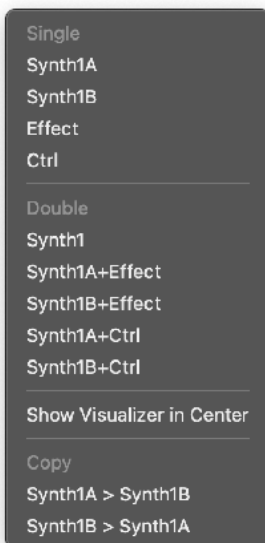 Single
Synth1A
Synth1B
Effect
Ctrl
Double
Synth1
Synth1A+Effect
Synth1B+Effect
Synth1A+Ctrl
Synth1B+Ctrl
Show Visualizer in Center
Copy
Synth1A > Synth1B
Synth1B > Synth1A